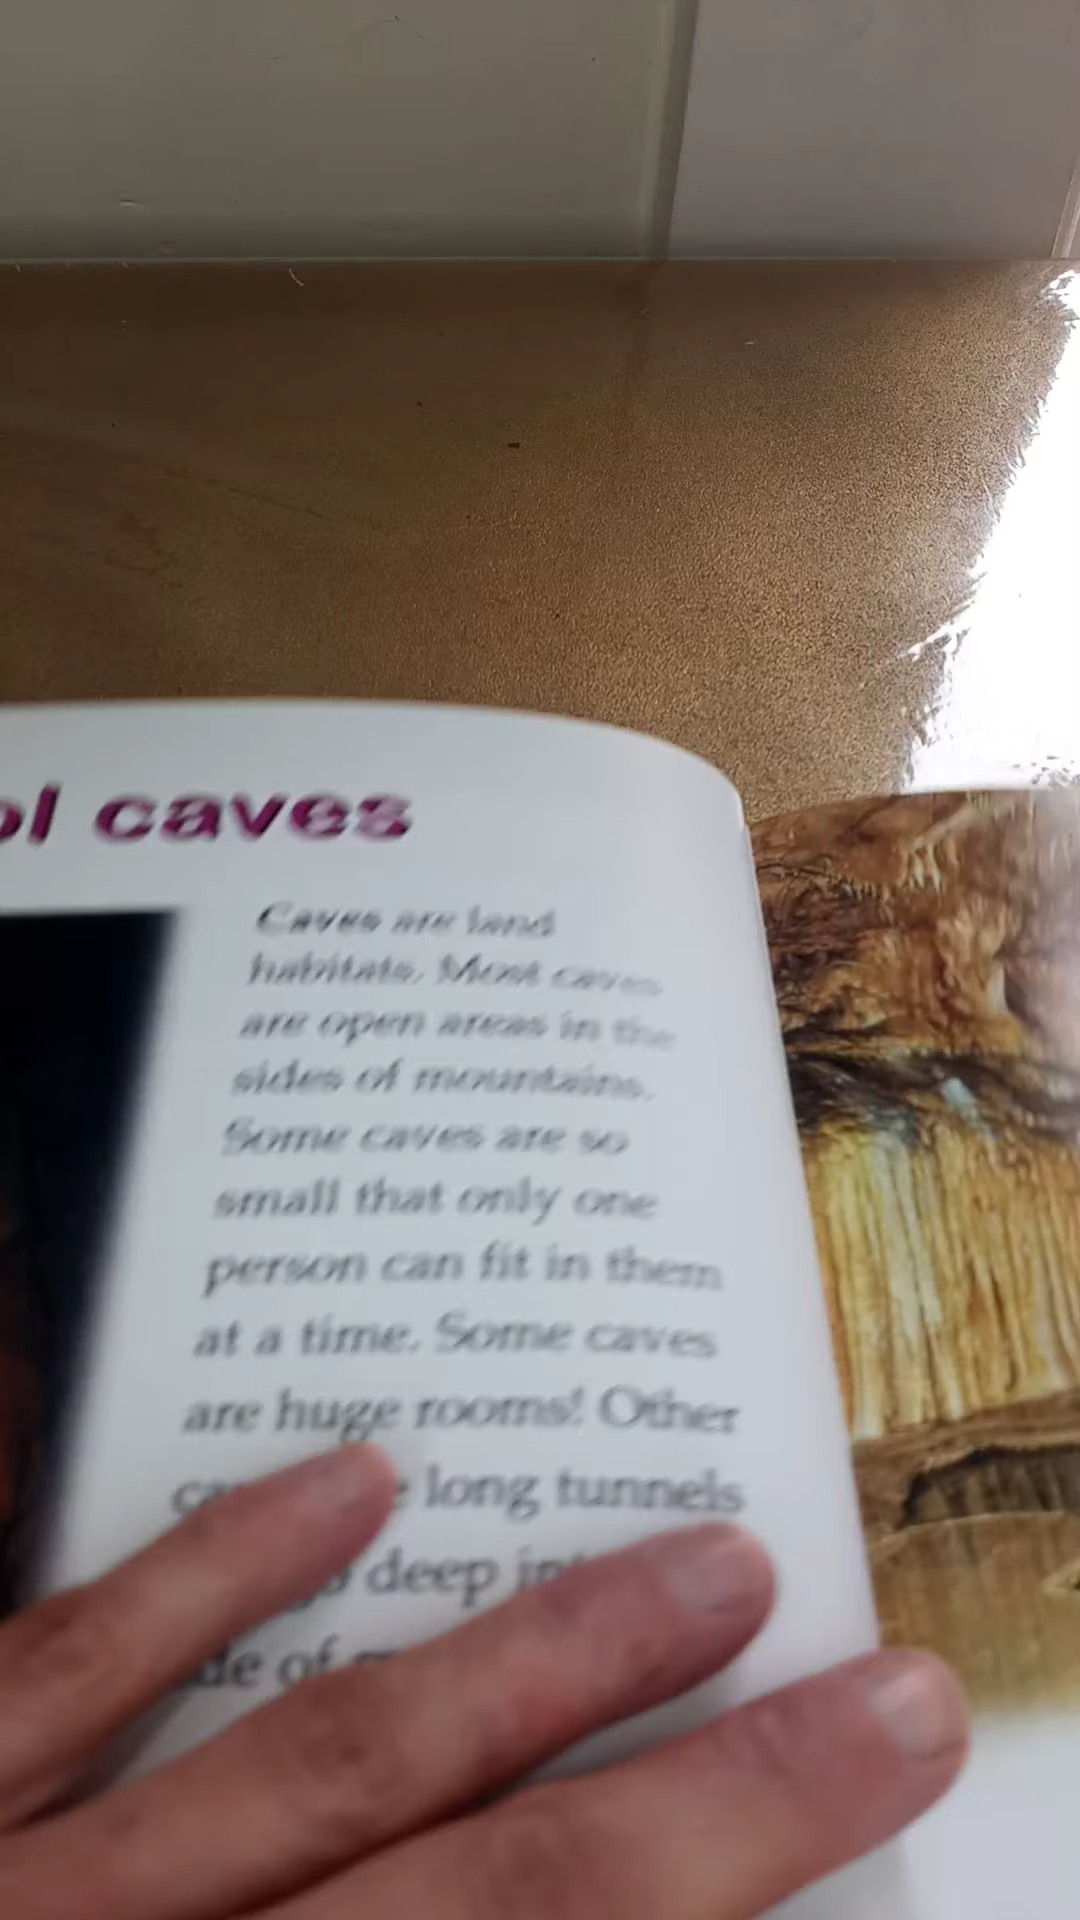 ol caves
Caves are land
habitats. Most caves
are open areas in the
sides of mountains.
Some caves are so
small that only one
person can fit in them
at a time. Some caves
are huge rooms! Other
long tunnels
deep
of